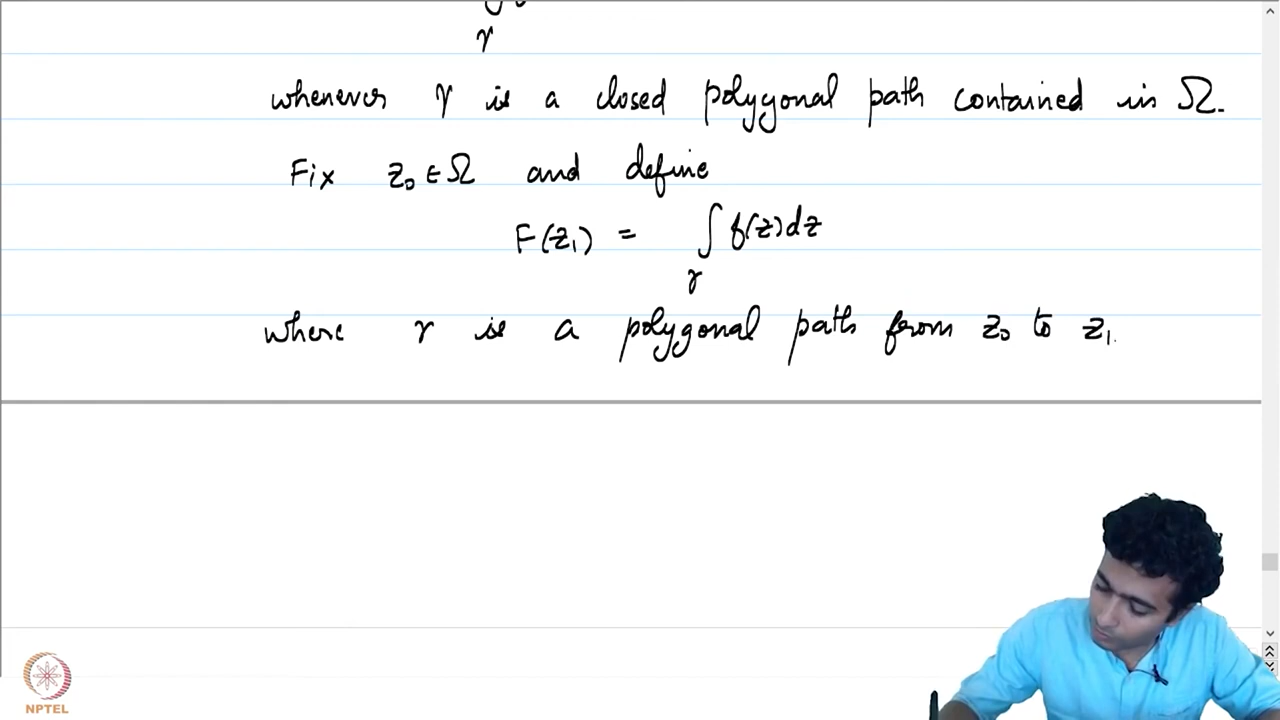 γ
whenever γ is a closed polygonal path contained in Ω.
Fix z₀ ∈ Ω and define
F(z₁) = ∫ f(z)dz
γ
where γ is a polygonal path from z₀ to z₁.
NPTEL